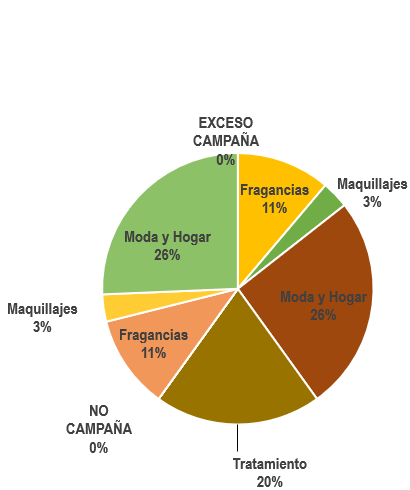 EXCESO
CAMPAÑA
0%
Fragancias
11%
Maquillajes
3%
Moda y Hogar
26%
Moda y Hogar
26%
Maquillajes
3%
Fragancias
11%
NO
CAMPAÑA
0%
Tratamiento
20%